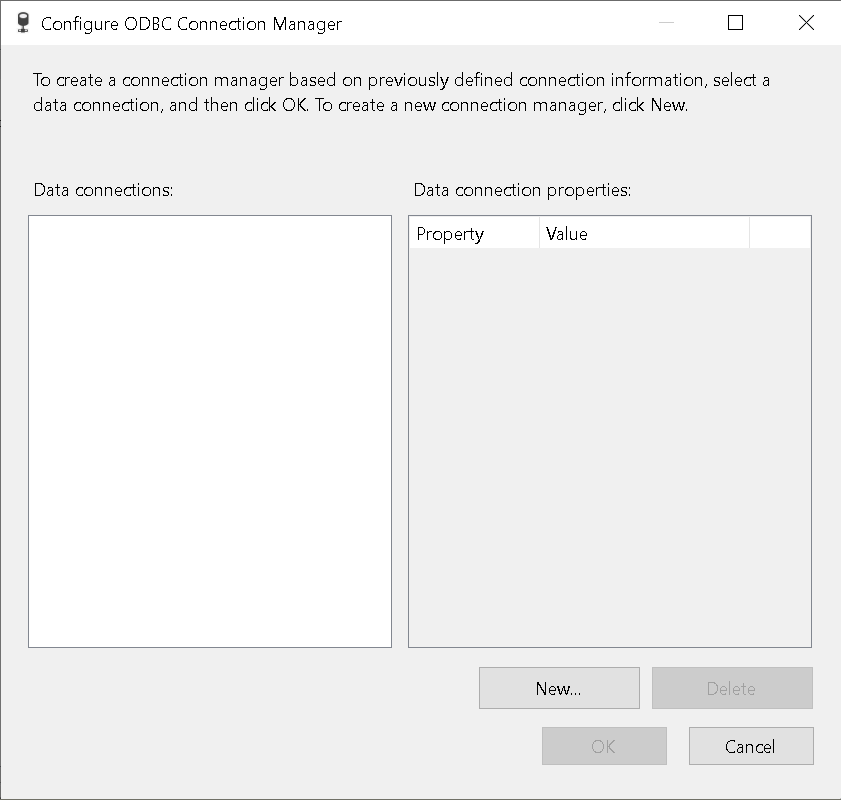 Configure ODBC Connection Manager
To create a connection manager based on previously defined connection information, select a
data connection, and then click OK. To create a new connection manager, click New.
Data connections:
Data connection properties:
Property
Value
New...
Delete
OK
Cancel